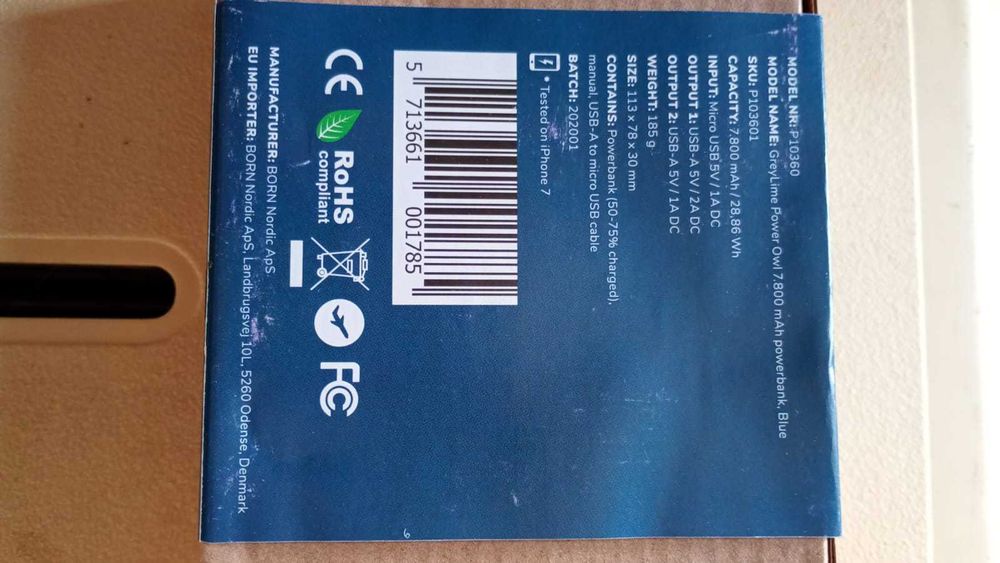 MODEL NR: P10360
MODEL NAME: GreyLime Power Owl 7.800 mAh powerbank, Blue
SKU: P103601
CAPACITY: 7.800 mAh / 28,86 Wh
INPUT: Micro USB 5V / 1A DC
OUTPUT 1: USB-A 5V / 2A DC
OUTPUT 2: USB-A 5V / 1A DC
WEIGHT: 185 g
SIZE: 113 x 78 x 30 mm
CONTAINS: Powerbank (50-75% charged),
manual, USB-A to micro USB cable
BATCH: 202001
* Tested on iPhone 7
5 713661 001785
CE RoHS compliant FC
MANUFACTURER: BORN Nordic ApS
EU IMPORTER: BORN Nordic ApS, Landbrugsvej 10L, 5260 Odense, Denmark